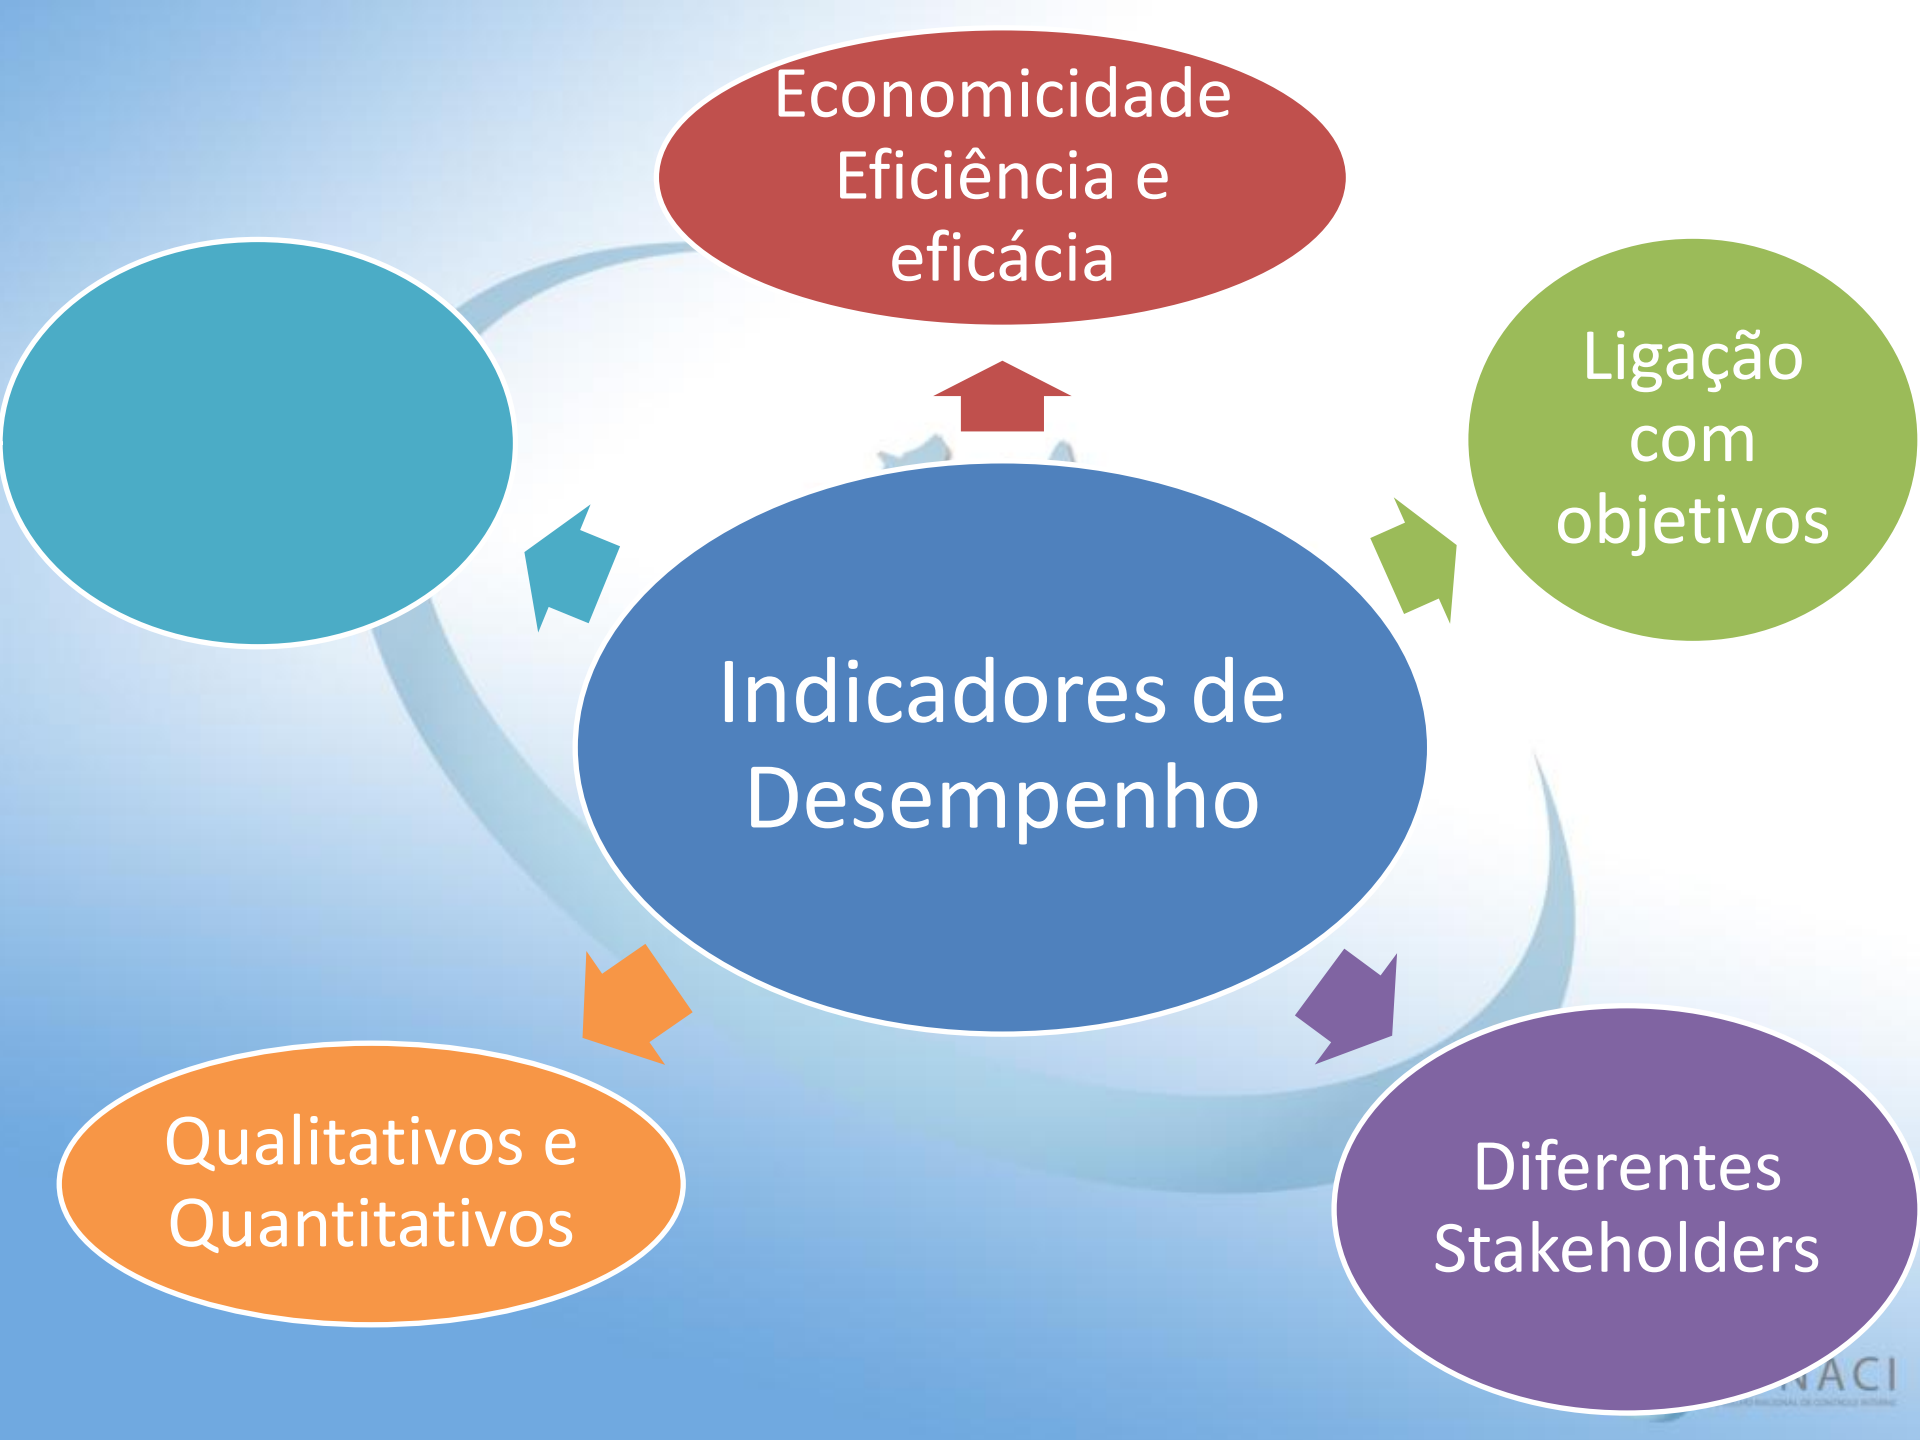 Economicidade
Eficiência e
eficácia
Ligação
com
objetivos
Indicadores de
Desempenho
Qualitativos e
Quantitativos
Diferentes
Stakeholders
NACI